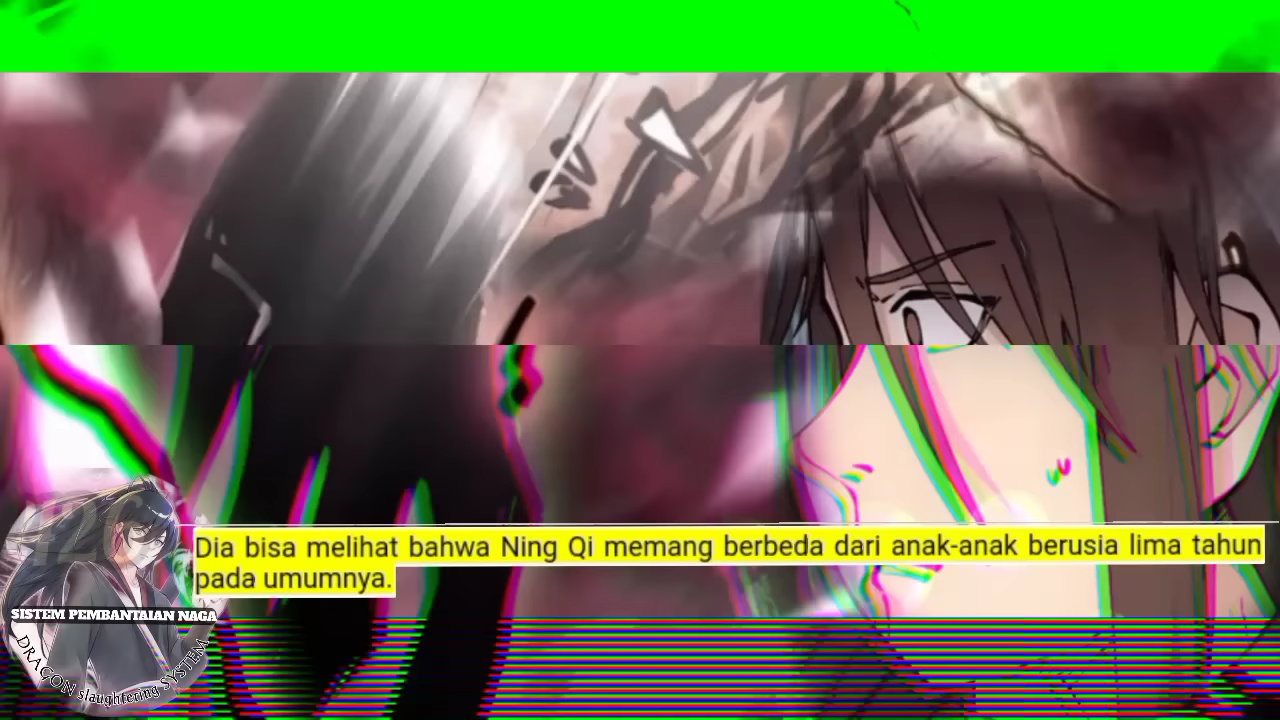 Dia bisa melihat bahwa Ning Qi memang berbeda dari anak-anak berusia lima tahun
pada umumnya.
SISTEM PEMBANTAIAN NAGA
DRAGON slaughtering SYSTEM